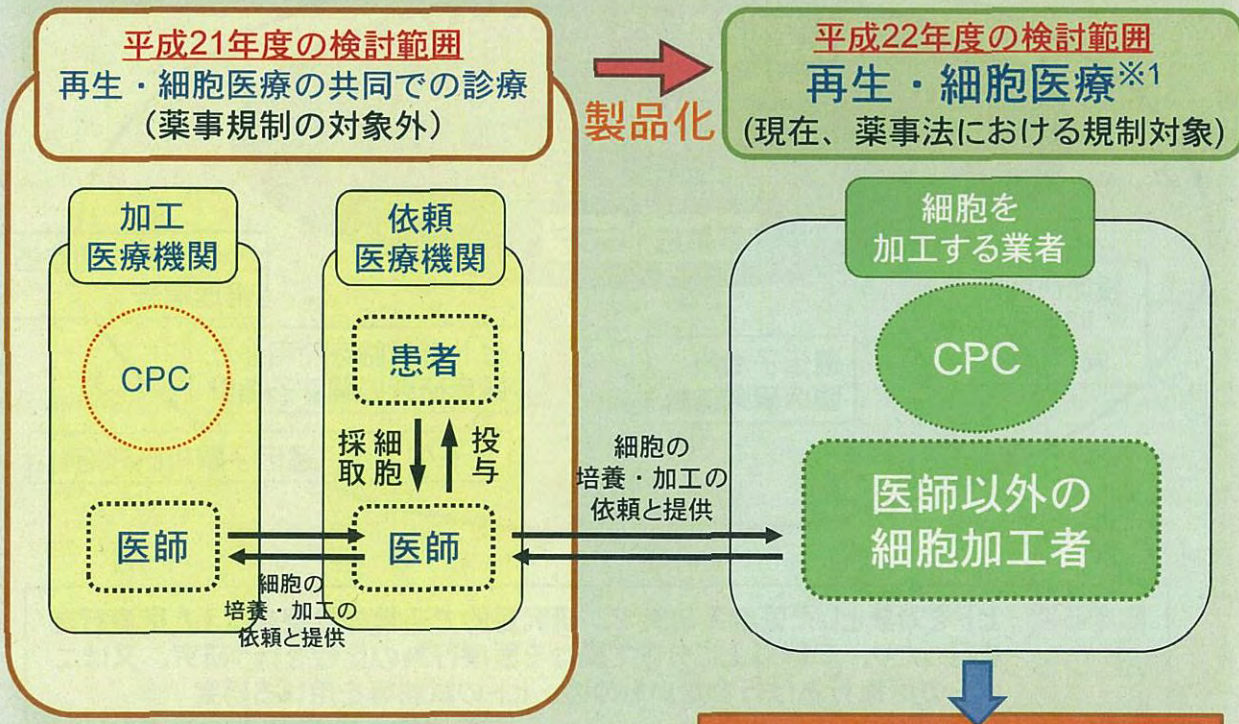 平成21年度の検討範囲
再生・細胞医療の共同での診療
(薬事規制の対象外)
製品化
平成22年度の検討範囲
再生・細胞医療※1
(現在、薬事法における規制対象)
加工
医療機関
CPC
医師
依頼
医療機関
患者
細胞
採取
投与
医師
細胞の
培養・加工の
依頼と提供
細胞の
培養・加工の
依頼と提供
細胞を
加工する業者
CPC
医師以外の
細胞加工者